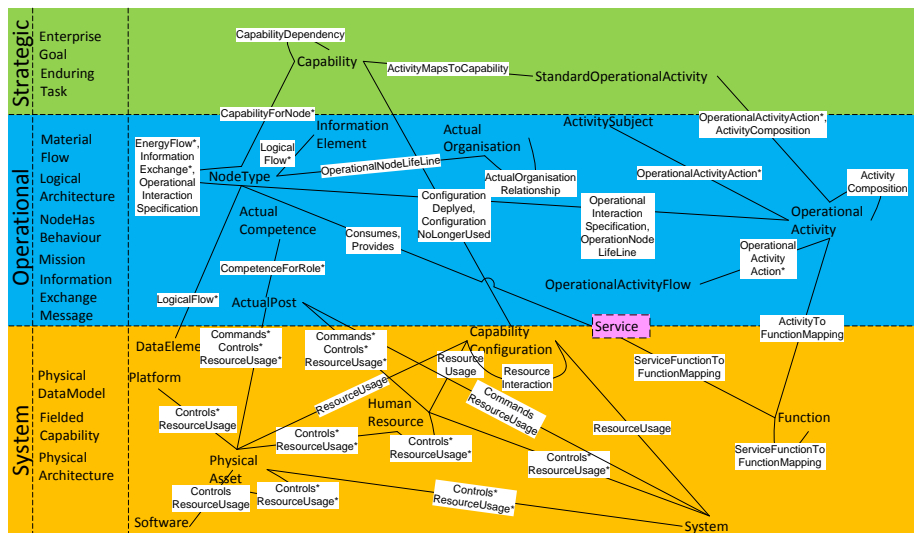 Strategic
Enterprise
Goal
Enduring
Task
CapabilityDependency
Capability
ActivityMapsToCapability
StandardOperationalActivity
CapabilityForNode*
OperationalActivityAction*,
ActivityComposition
Operational
Material
Flow
Logical
Architecture
NodeHas
Behaviour
Mission
Information
Exchange
Message
EnergyFlow*,
Information
Exchange*,
Operational
Interaction
Specification
Information
Element
Logical
Flow*
NodeType
OperationalNodeLifeLine
Actual
Organisation
ActualOrganisation
Relationship
ActivitySubject
OperationalActivityAction*
Activity
Composition
Operational
Activity
Actual
Competence
Configuration
Deplyed,
Configuration
NoLongerUsed
Operational
Interaction
Specification,
OperationNode
LifeLine
Consumes,
Provides
Operational
Activity
Action*
CompetenceForRole*
OperationalActivityFlow
LogicalFlow*
ActualPost
System
Physical
DataModel
Fielded
Capability
Physical
Architecture
DataElem
Commands*
Controls*
ResourceUsage*
Commands*
Controls*
ResourceUsage*
Capability
Configuration
Service
ActivityTo
FunctionMapping
Platform
Resource
Usage
Resource
Interaction
ServiceFunctionTo
FunctionMapping
ResourceUsage
Controls*
ResourceUsage
Human
Resource
Commands
ResourceUsage
ResourceUsage
Function
Controls*
ResourceUsage*
Controls*
ResourceUsage*
Controls*
ResourceUsage*
ServiceFunctionTo
FunctionMapping
Physical
Asset
Controls
ResourceUsage
Controls*
ResourceUsage*
Controls*
ResourceUsage*
Software
System